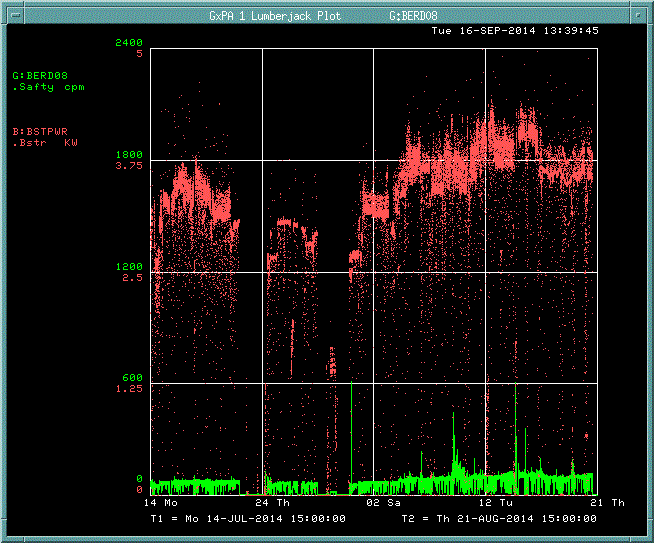 GxPA 1 Lumberjack Plot G:BERD08
Tue 16-SEP-2014 13:39:45
2400
5
G:BERD08
.Safty cpm
B:BSTPWR
.Bstr KW
1800
3.75
1200
2.5
600
1.25
0
0
14 Mo 24 Th 02 Sa 12 Tu 21 Th
T1 = Mo 14-JUL-2014 15:00:00 T2 = Th 21-AUG-2014 15:00:00